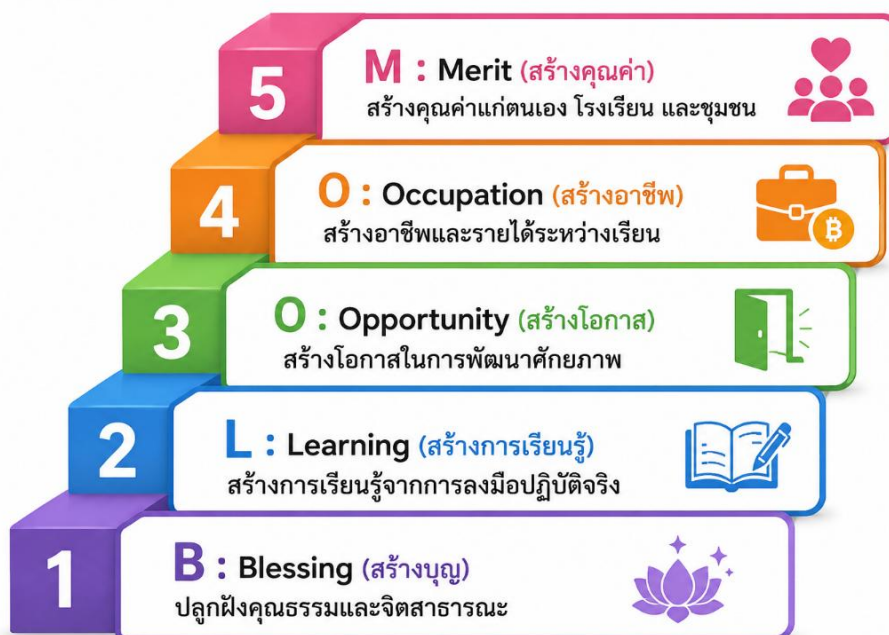 5
M : Merit (สร้างคุณค่า)
สร้างคุณค่าแก่ตนเอง โรงเรียน และชุมชน
4
O : Occupation (สร้างอาชีพ)
สร้างอาชีพและรายได้ระหว่างเรียน
฿
3
O : Opportunity (สร้างโอกาส)
สร้างโอกาสในการพัฒนาศักยภาพ
2
L : Learning (สร้างการเรียนรู้)
สร้างการเรียนรู้จากการลงมือปฏิบัติจริง
1
B : Blessing (สร้างบุญ)
ปลูกฝังคุณธรรมและจิตสาธารณะ